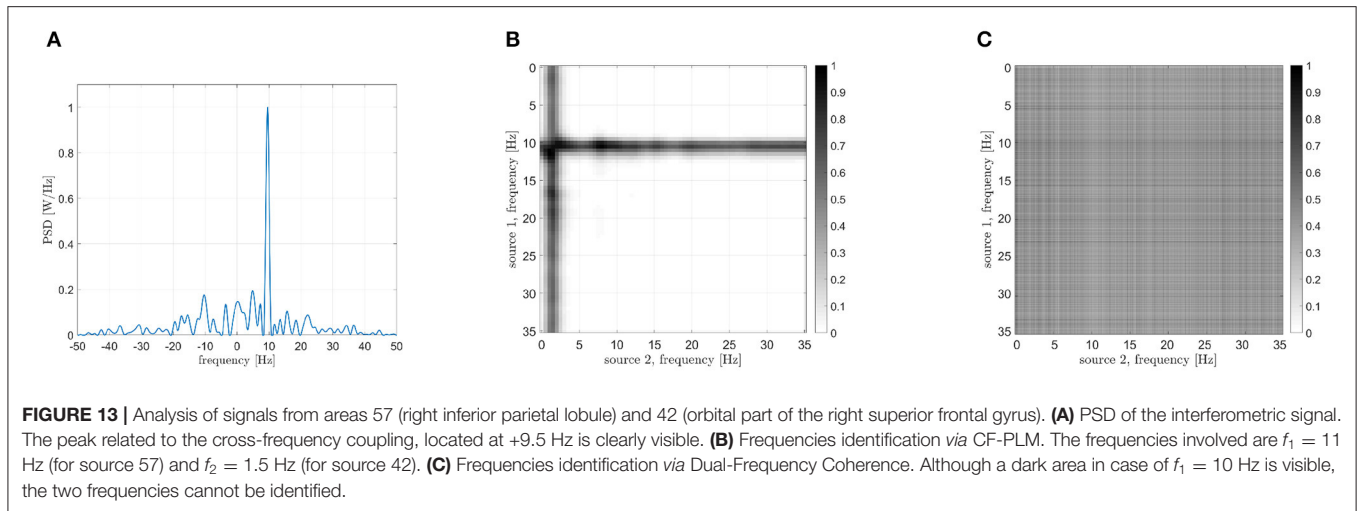 A
B
C
1
0.8
0.6
0.4
0.2
0
PSD [W/Hz]
-50 -40 -30 -20 -10 0 10 20 30 40 50
frequency [Hz]
0
5
10
15
20
25
30
35
source 1, frequency [Hz]
0 5 10 15 20 25 30 35
source 2, frequency [Hz]
1
0.9
0.8
0.7
0.6
0.5
0.4
0.3
0.2
0.1
0
0
5
10
15
20
25
30
35
source 1, frequency [Hz]
0 5 10 15 20 25 30 35
source 2, frequency [Hz]
1
0.9
0.8
0.7
0.6
0.5
0.4
0.3
0.2
0.1
0
FIGURE 13 | Analysis of signals from areas 57 (right inferior parietal lobule) and 42 (orbital part of the right superior frontal gyrus). (A) PSD of the interferometric signal.
The peak related to the cross-frequency coupling, located at +9.5 Hz is clearly visible. (B) Frequencies identification via CF-PLM. The frequencies involved are f₁ = 11
Hz (for source 57) and f₂ = 1.5 Hz (for source 42). (C) Frequencies identification via Dual-Frequency Coherence. Although a dark area in case of f₁ = 10 Hz is visible,
the two frequencies cannot be identified.